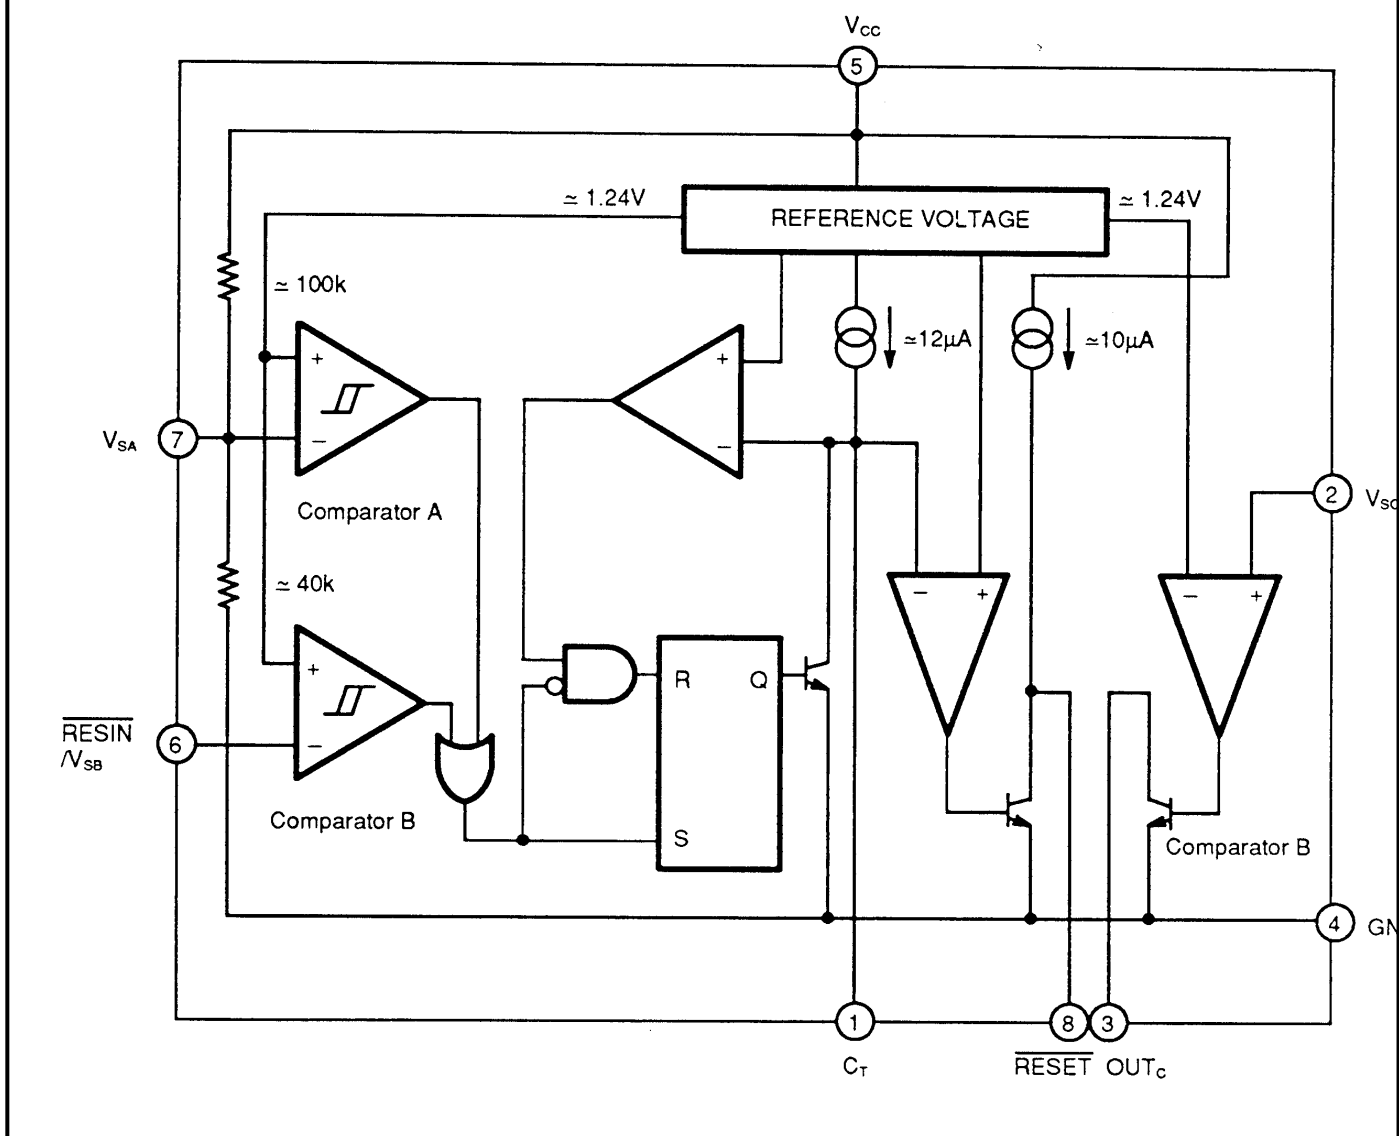 VCC
5
≃ 1.24V
REFERENCE VOLTAGE
≃ 1.24V
≃ 100k
≃12μA
≃10μA
+
−
+
−
VSA
7
Comparator A
2
≃ 40k
− +
− +
+
−
R Q
RESIN
/VSB
6
Comparator B
S
Comparator B
4
1
8
3
CT
RESET OUTC